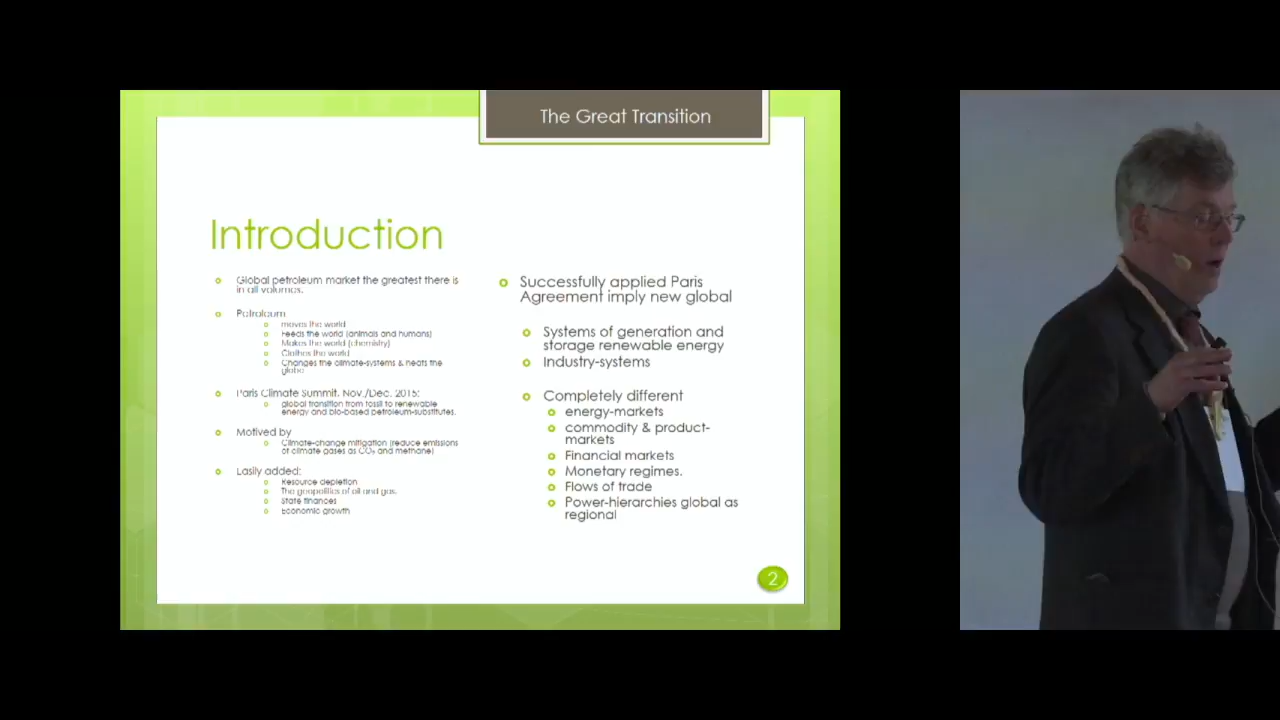 The Great Transition
Introduction
Global petroleum market the greatest there is
in all volumes.
Petroleum
moves the world
Feeds the world (animals and humans)
Makes the world (chemistry)
Clothes the world
Changes the climate-systems & heats the
globe
Paris Climate Summit, Nov./Dec. 2015:
global transition from fossil to renewable
energy and bio-based petroleum-substitutes.
Motived by
Climate-change mitigation (reduce emissions
of climate gases as CO₂ and methane)
Easily added:
Resource depletion
The geopolitics of oil and gas.
State finances
Economic growth
Successfully applied Paris
Agreement imply new global
Systems of generation and
storage renewable energy
Industry-systems
Completely different
energy-markets
commodity & product-
markets
Financial markets
Monetary regimes.
Flows of trade
Power-hierarchies global as
regional
2